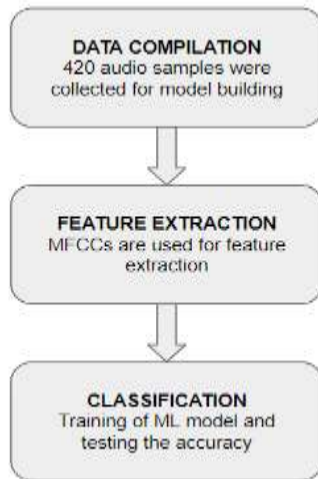 DATA COMPILATION
420 audio samples were
collected for model building
FEATURE EXTRACTION
MFCCs are used for feature
extraction
CLASSIFICATION
Training of ML model and
testing the accuracy